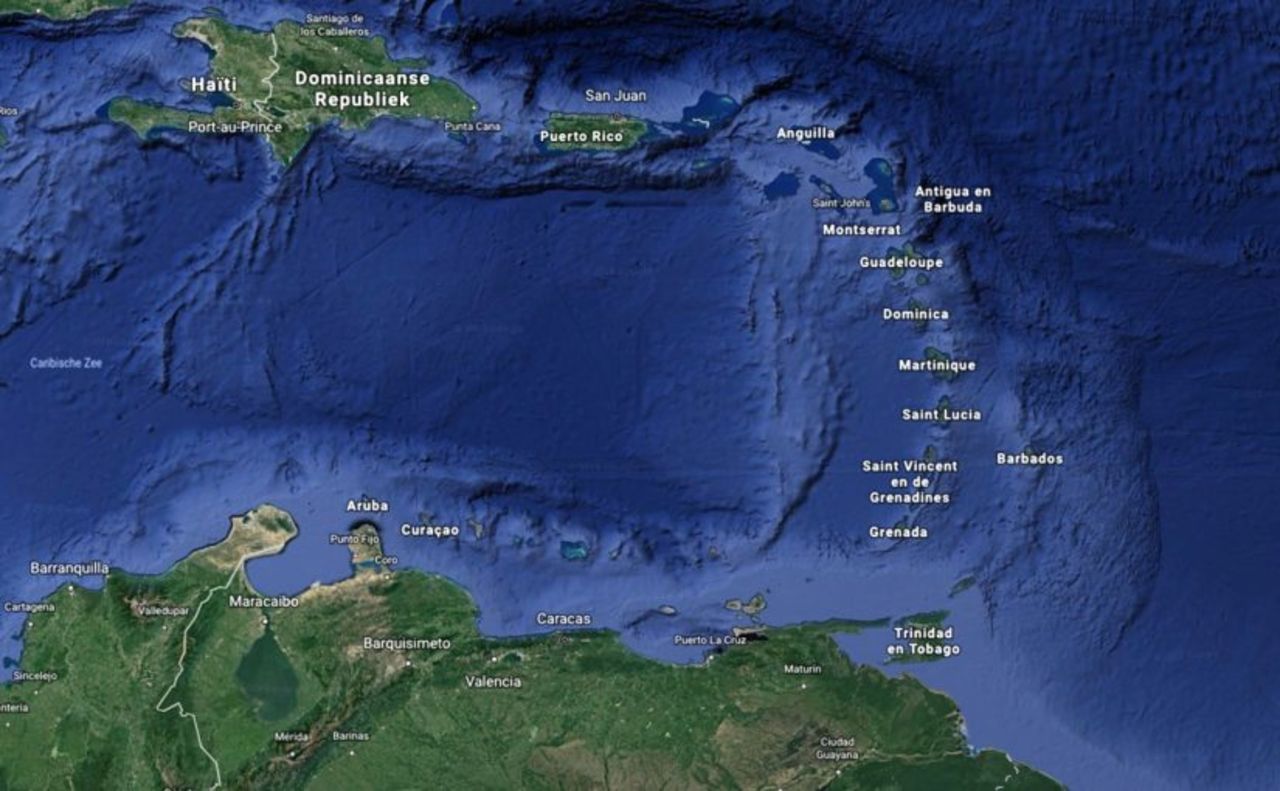 Santiago de
los Caballeros
Haïti
Dominicaanse
Republiek
San Juan
Port-au-Prince
Punta Cana
Puerto Rico
Anguilla
Saint John's
Antigua en
Barbuda
Montserrat
Guadeloupe
Dominica
Caribische Zee
Martinique
Saint Lucia
Saint Vincent
en de
Grenadines
Barbados
Grenada
Aruba
Curaçao
Punto Fijo
Coro
Barranquilla
Cartagena
Valledupar
Maracaibo
Caracas
Barquisimeto
Puerto La Cruz
Trinidad
en Tobago
Sincelejo
Valencia
Maturin
Mérida
Barinas
Ciudad
Guayana